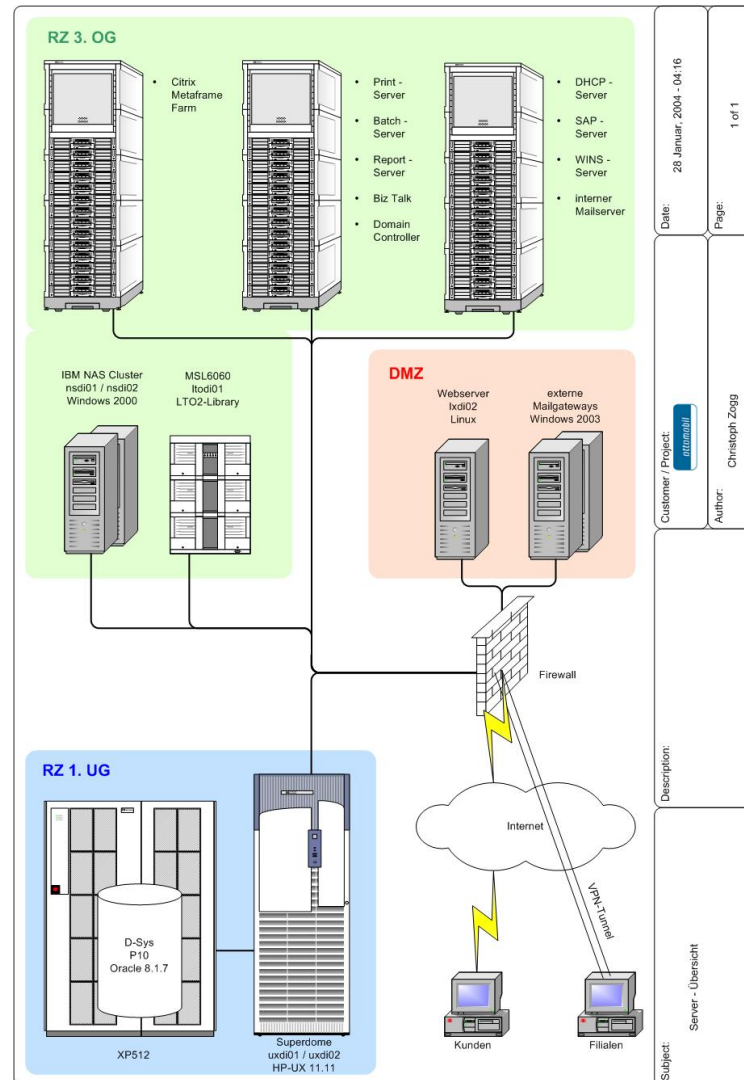 RZ 3. OG
• Citrix
Metaframe
Farm
• Print -
Server
• Batch -
Server
• Report -
Server
• Biz Talk
• Domain
Controller
• DHCP -
Server
• SAP -
Server
• WINS -
Server
• interner
Mailserver
IBM NAS Cluster
nsdi01 / nsdi02
Windows 2000
MSL6060
ltodi01
LTO2-Library
DMZ
Webserver
lxdi02
Linux
externe
Mailgateways
Windows 2003
Firewall
RZ 1. UG
D-Sys
P10
Oracle 8.1.7
XP512
Superdome
uxdi01 / uxdi02
HP-UX 11.11
Internet
VPN-Tunnel
Kunden
Filialen
Date:
28 Januar, 2004 - 04:16
Page:
1 of 1
Customer / Project:
ottomobil
Author:
Christoph Zogg
Description:
Subject:
Server - Übersicht